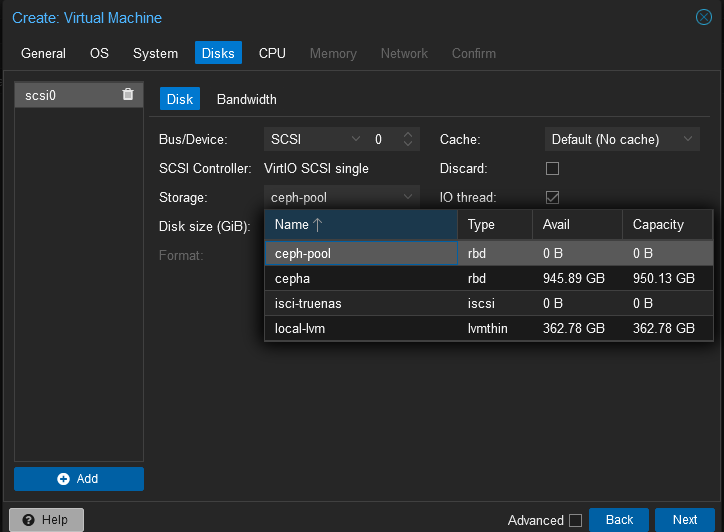 Create: Virtual Machine
General OS System Disks CPU Memory Network Confirm
scsi0
Disk Bandwidth
Bus/Device: SCSI 0 Cache: Default (No cache)
SCSI Controller: VirtIO SCSI single Discard:
Storage: ceph-pool IO thread:
Disk size (GiB):
Format:
Name Type Avail Capacity
ceph-pool rbd 0 B 0 B
cepha rbd 945.89 GB 950.13 GB
isci-truenas iscsi 0 B 0 B
local-lvm lvmthin 362.78 GB 362.78 GB
Add
Help Advanced Back Next